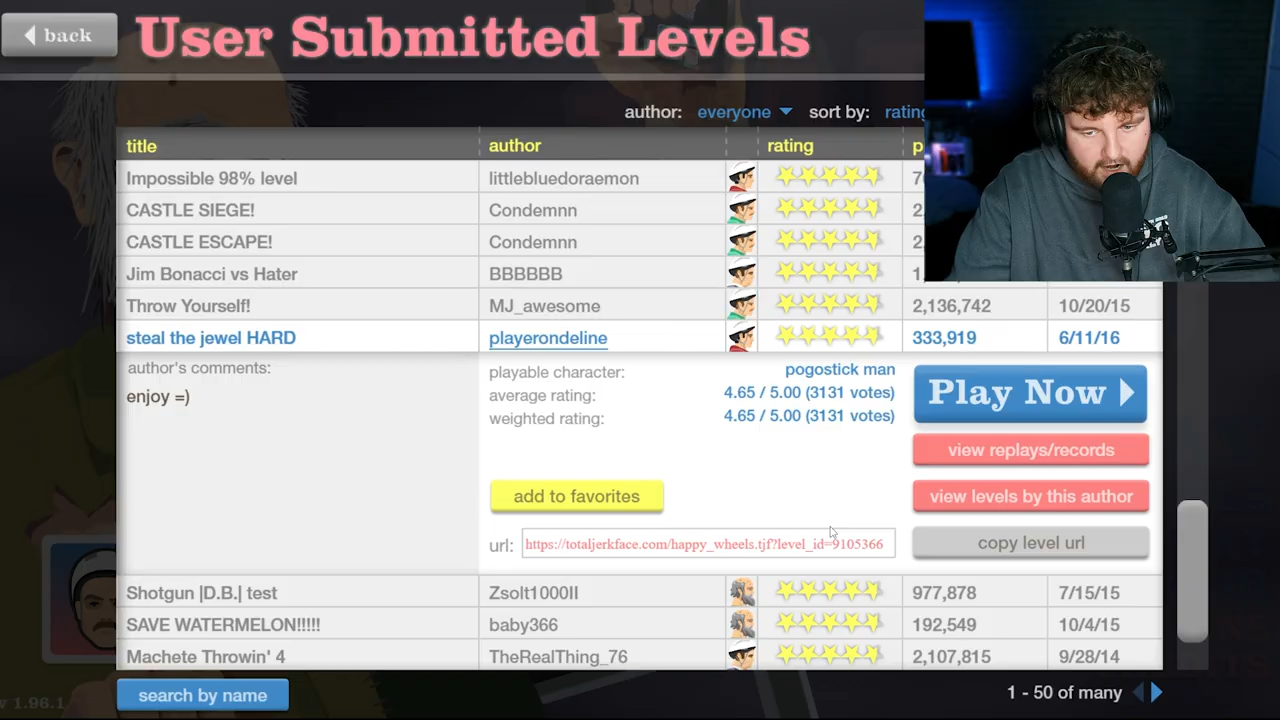 back
User Submitted Levels
author: everyone sort by: rating
title author rating p
Impossible 98% level littlebluedoraemon
CASTLE SIEGE! Condemnn 2,
CASTLE ESCAPE! Condemnn 2,
Jim Bonacci vs Hater BBBBBB 1,
Throw Yourself! MJ_awesome 2,136,742 10/20/15
steal the jewel HARD playerondeline 333,919 6/11/16
author's comments:
enjoy =)
playable character: pogostick man
average rating: 4.65 / 5.00 (3131 votes)
weighted rating: 4.65 / 5.00 (3131 votes)
Play Now
view replays/records
add to favorites
view levels by this author
url: https://totaljerkface.com/happy_wheels.tjf?level_id=9105366
copy level url
Shotgun |D.B.| test Zsolt1000II 977,878 7/15/15
SAVE WATERMELON!!!!! baby366 192,549 10/4/15
Machete Throwin' 4 TheRealThing_76 2,107,815 9/28/14
v 1.96.1
search by name
1 - 50 of many